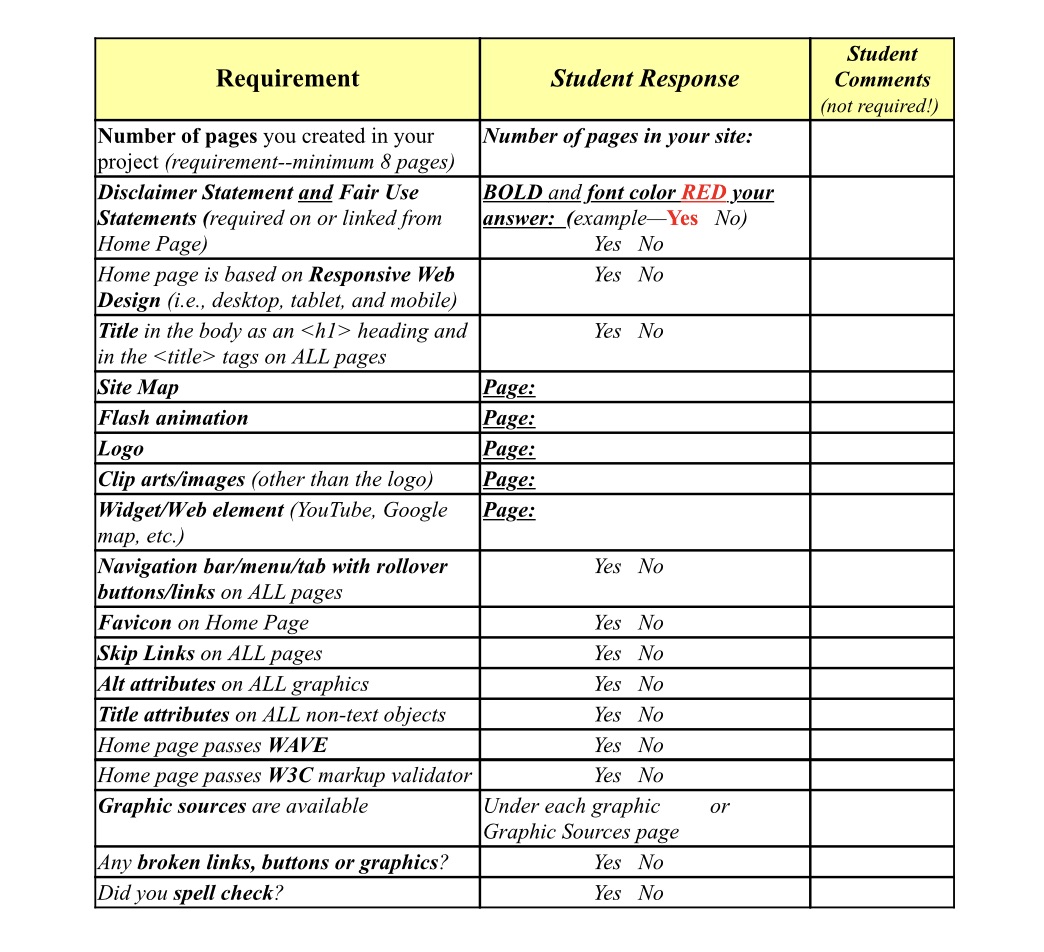 Requirement
Student Response
Student
Comments
(not required!)
Number of pages you created in your
project (requirement--minimum 8 pages)
Number of pages in your site:
Disclaimer Statement and Fair Use
Statements (required on or linked from
Home Page)
BOLD and font color RED your
answer: (example—Yes No)
Yes No
Home page is based on Responsive Web
Design (i.e., desktop, tablet, and mobile)
Yes No
Title in the body as an <h1> heading and
in the <title> tags on ALL pages
Yes No
Site Map
Page:
Flash animation
Page:
Logo
Page:
Clip arts/images (other than the logo)
Page:
Widget/Web element (YouTube, Google
map, etc.)
Page:
Navigation bar/menu/tab with rollover
buttons/links on ALL pages
Yes No
Favicon on Home Page
Yes No
Skip Links on ALL pages
Yes No
Alt attributes on ALL graphics
Yes No
Title attributes on ALL non-text objects
Yes No
Home page passes WAVE
Yes No
Home page passes W3C markup validator
Yes No
Graphic sources are available
Under each graphic or
Graphic Sources page
Any broken links, buttons or graphics?
Yes No
Did you spell check?
Yes No